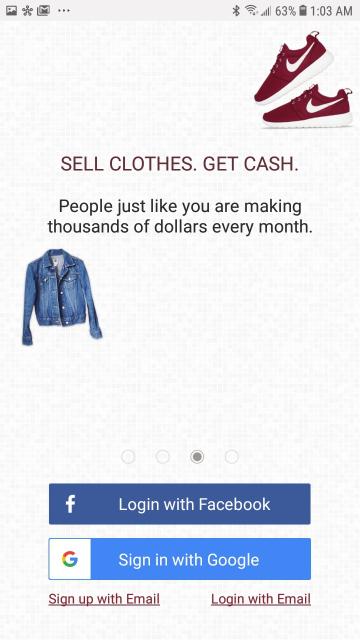 63% 1:03 AM
SELL CLOTHES. GET CASH.
People just like you are making
thousands of dollars every month.
f Login with Facebook
G Sign in with Google
Sign up with Email Login with Email